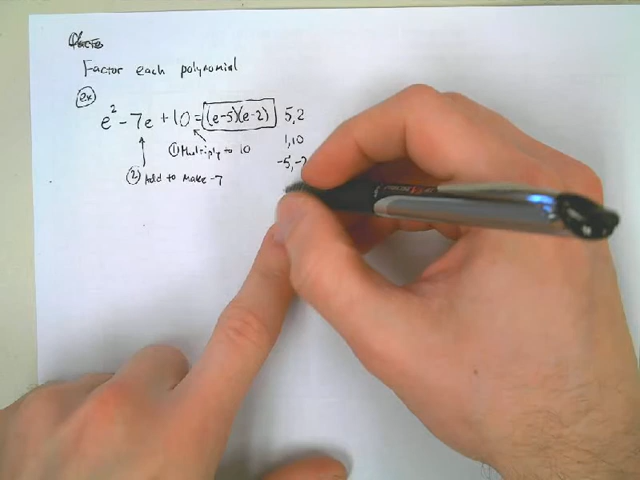 Factor each polynomial
ex
e² - 7e + 10 = (e-5)(e-2) 5,2
① Multiply to 10 1,10
② Add to make -7 -5,-2